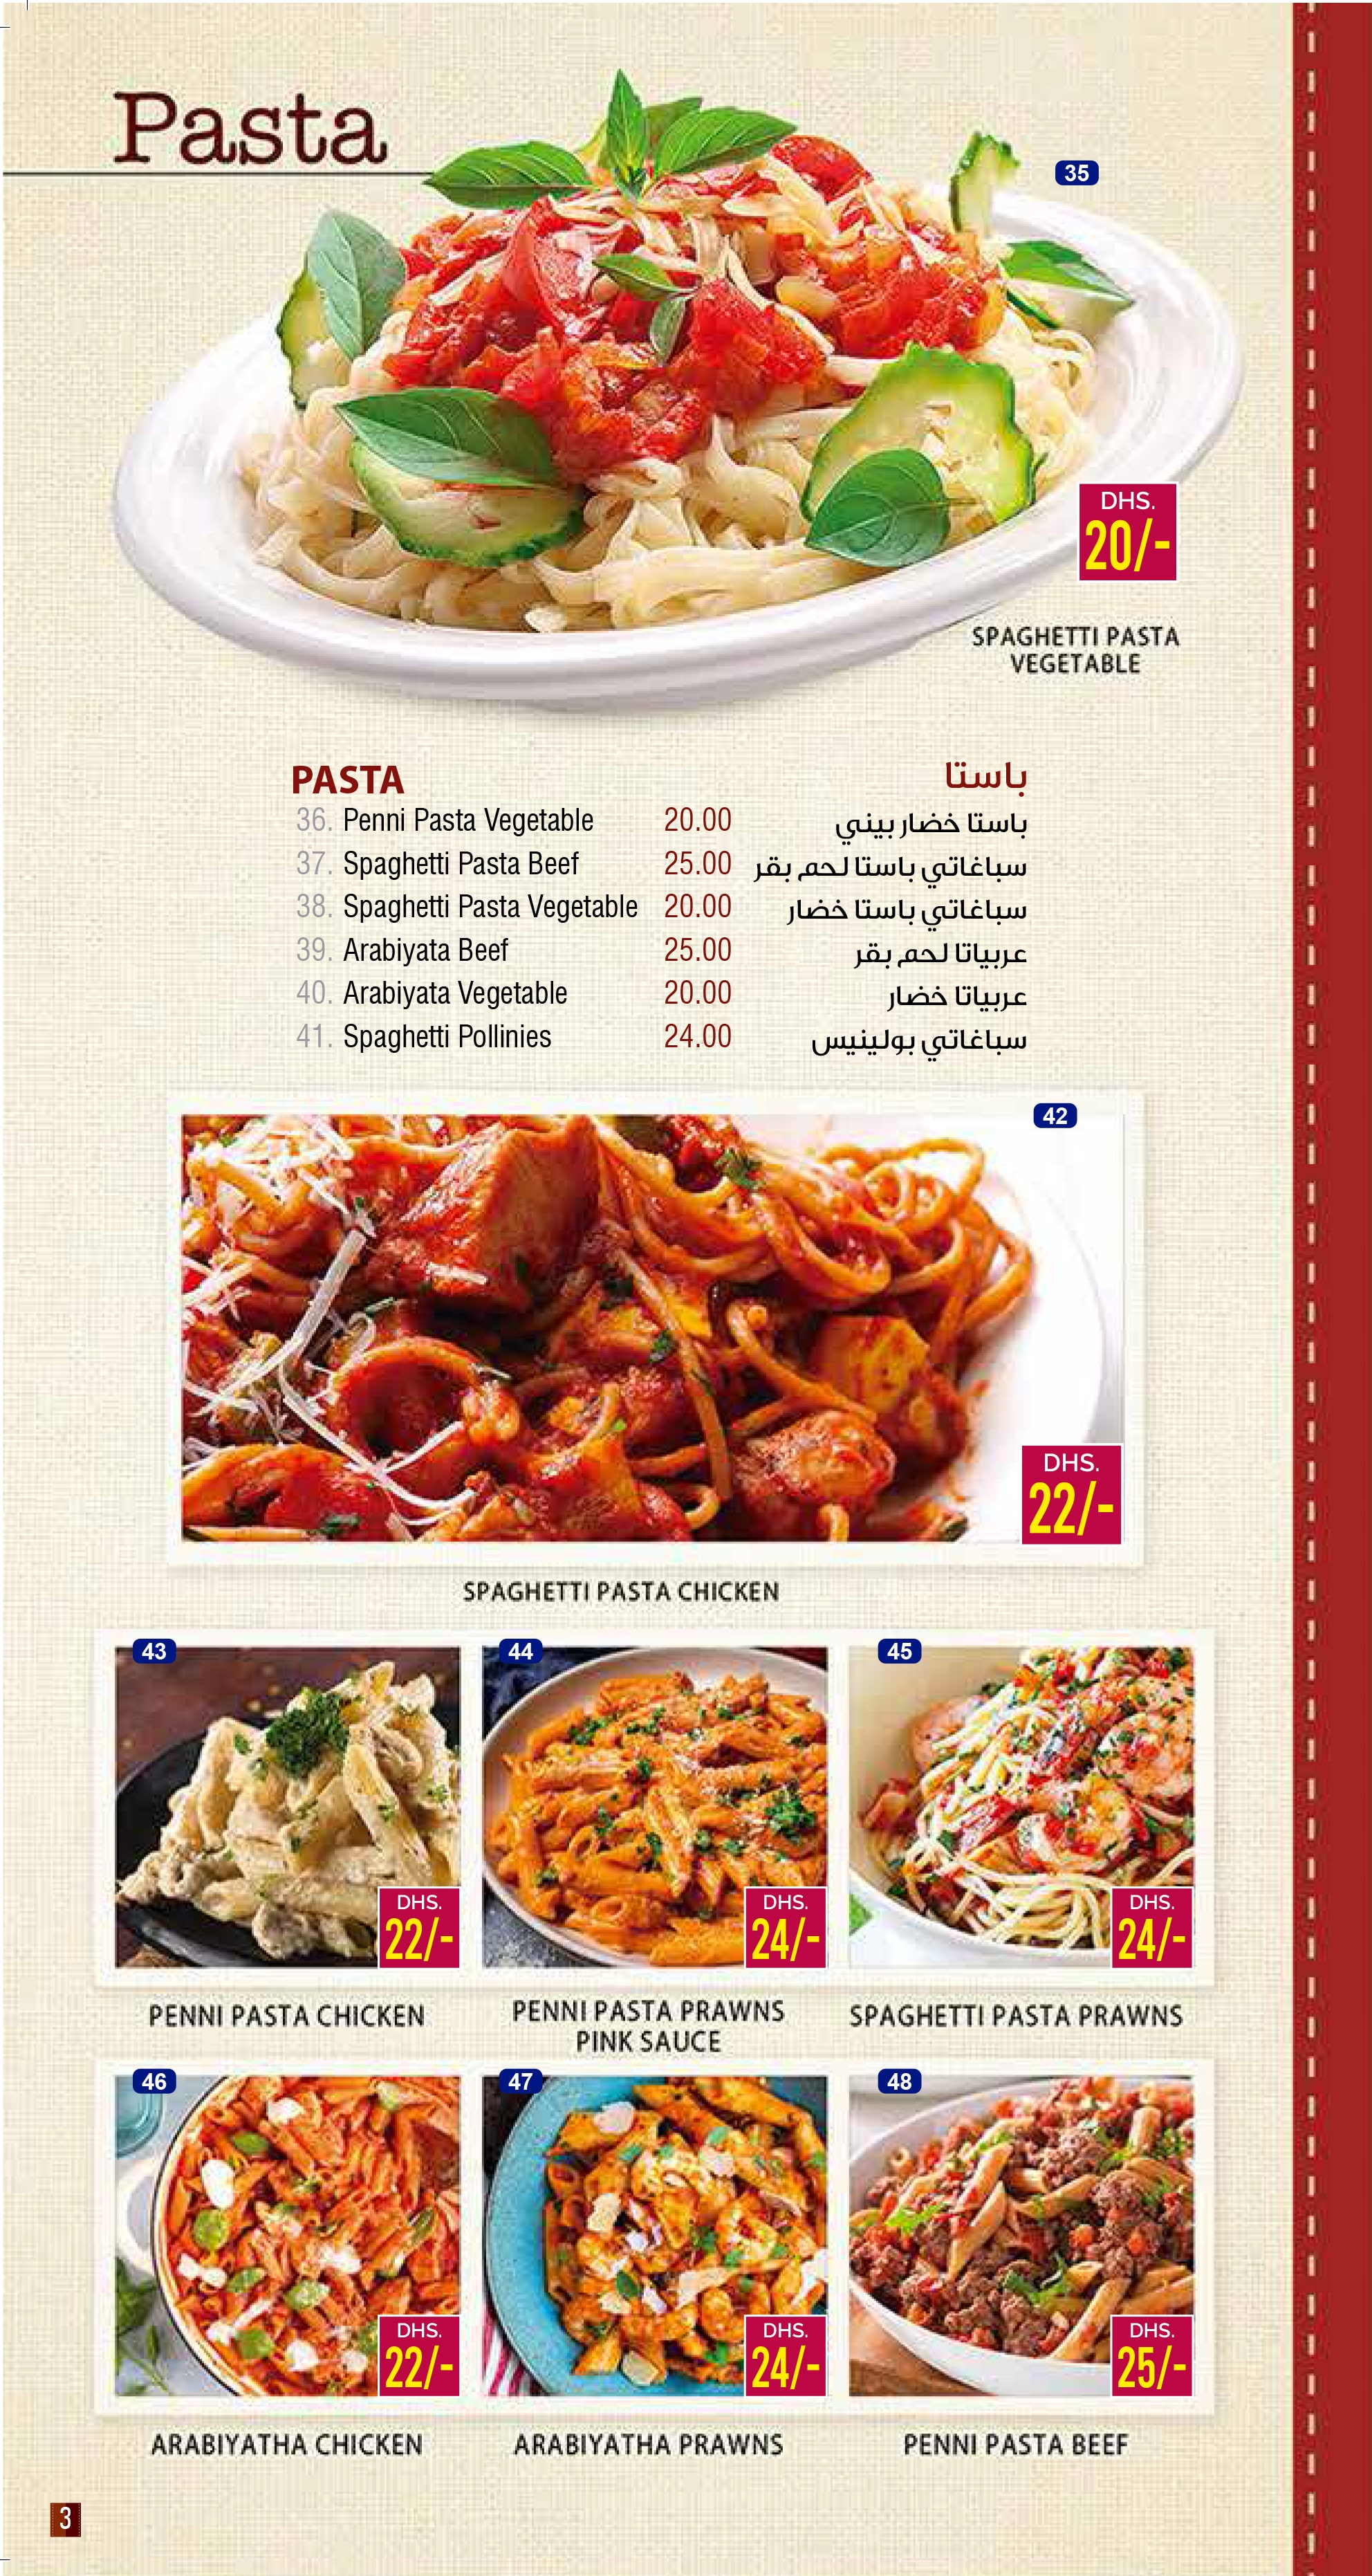 Pasta
35
DHS.
20/-
SPAGHETTI PASTA
VEGETABLE
PASTA
باستا
36. Penni Pasta Vegetable 20.00 باستا خضار بيني
37. Spaghetti Pasta Beef 25.00 سباغاتي باستا لحم بقر
38. Spaghetti Pasta Vegetable 20.00 سباغاتي باستا خضار
39. Arabiyata Beef 25.00 عربياتا لحم بقر
40. Arabiyata Vegetable 20.00 عربياتا خضار
41. Spaghetti Pollinies 24.00 سباغاتي بولينيس
42
DHS.
22/-
SPAGHETTI PASTA CHICKEN
43
DHS.
22/-
PENNI PASTA CHICKEN
44
DHS.
24/-
PENNI PASTA PRAWNS
PINK SAUCE
45
DHS.
24/-
SPAGHETTI PASTA PRAWNS
46
DHS.
22/-
ARABIYATHA CHICKEN
47
DHS.
24/-
ARABIYATHA PRAWNS
48
DHS.
25/-
PENNI PASTA BEEF
3